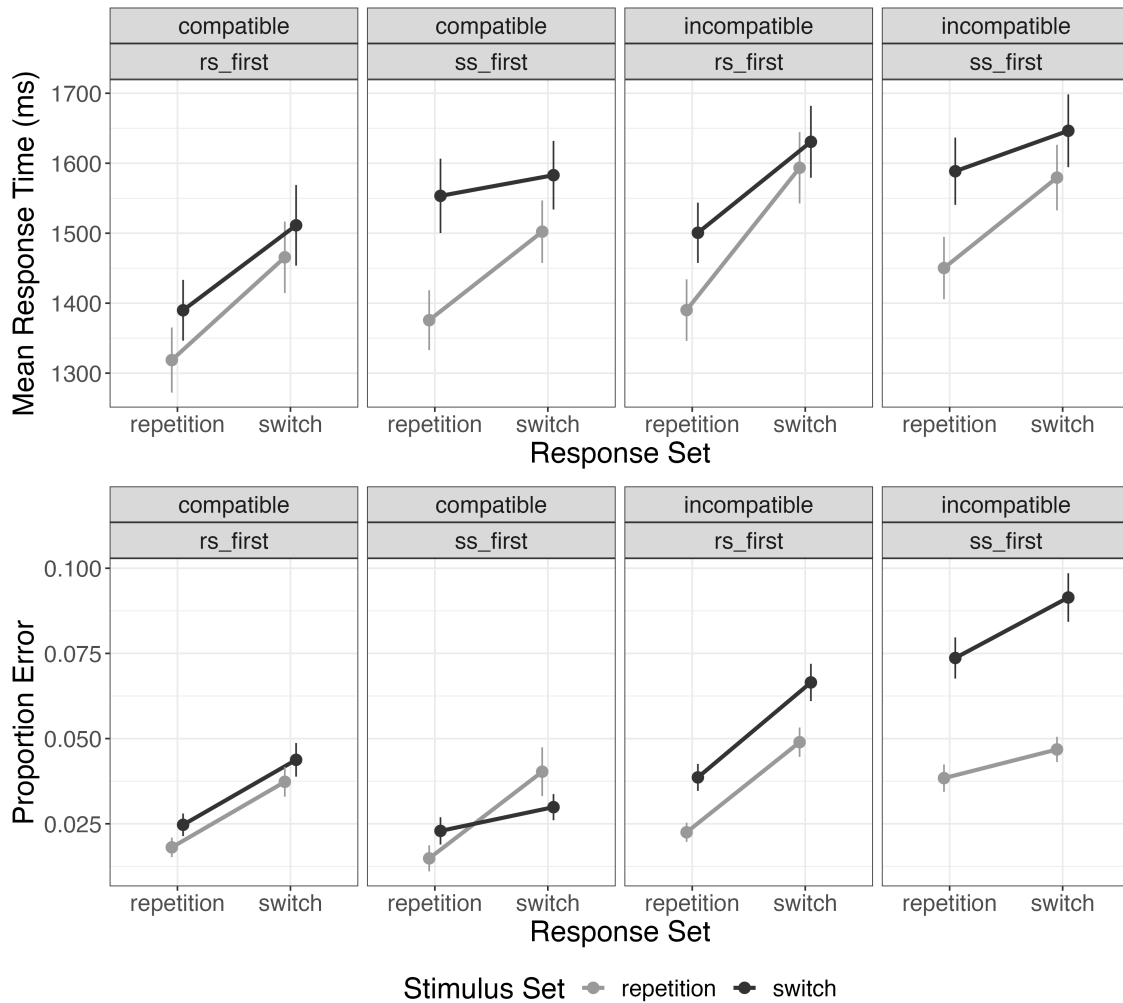 compatible compatible incompatible incompatible
rs_first ss_first rs_first ss_first
Mean Response Time (ms)
1700
1600
1500
1400
1300
repetition switch repetition switch repetition switch repetition switch
Response Set
compatible compatible incompatible incompatible
rs_first ss_first rs_first ss_first
Proportion Error
0.100
0.075
0.050
0.025
repetition switch repetition switch repetition switch repetition switch
Response Set
Stimulus Set repetition switch